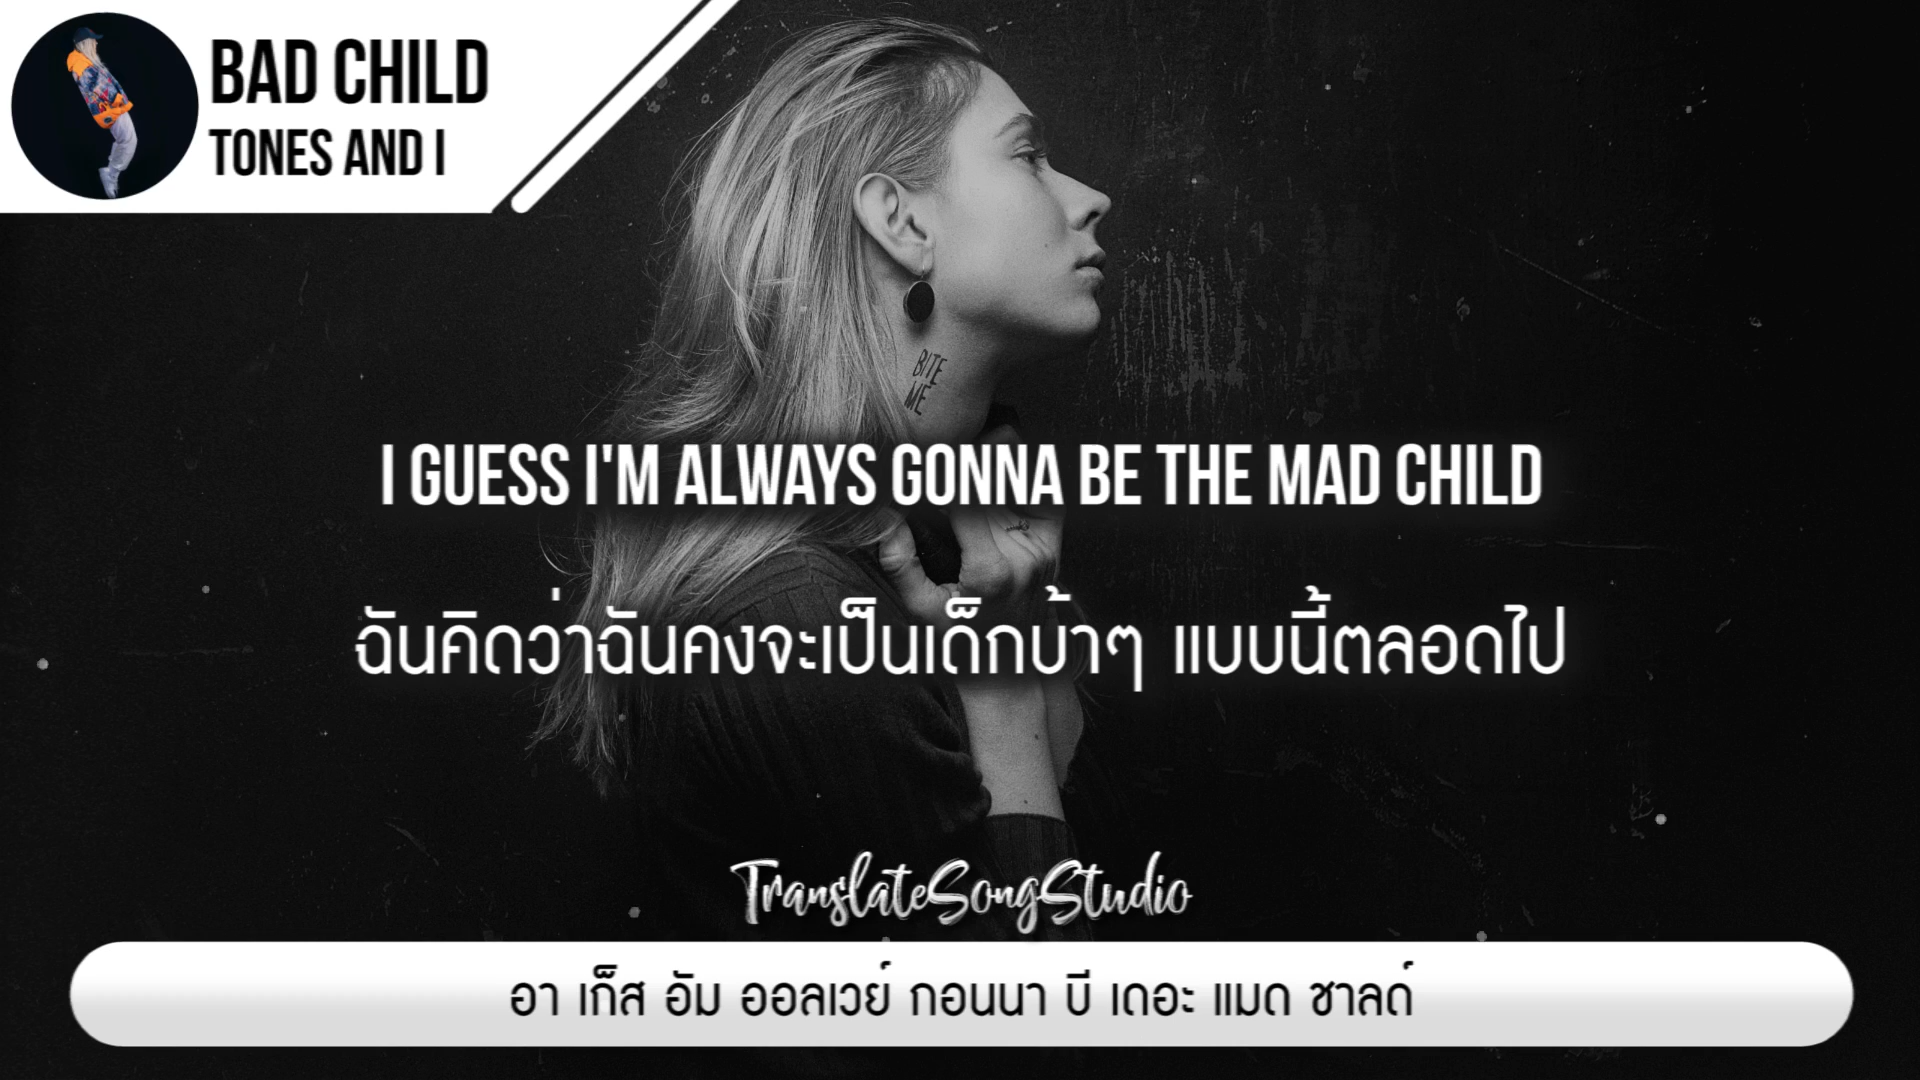 BAD CHILD
TONES AND I
BITE
ME
I GUESS I'M ALWAYS GONNA BE THE MAD CHILD
ฉันคิดว่าฉันคงจะเป็นเด็กบ้าๆ แบบนี้ตลอดไป
TranslateSongStudio
อา เก็ส อัม ออลเวย์ กอนนา บี เดอะ แมด ชาลด์